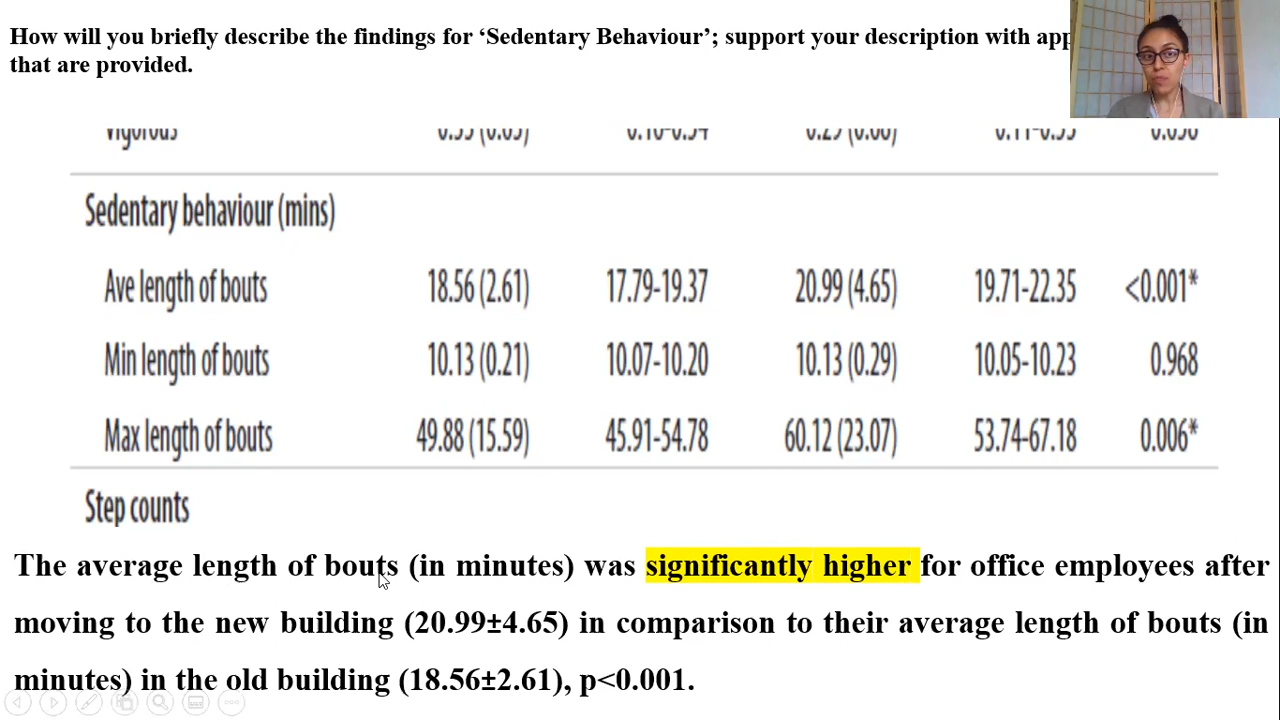 How will you briefly describe the findings for ‘Sedentary Behaviour’; support your description with
that are provided.
Vigorous
Sedentary behaviour (mins)
Ave length of bouts 18.56 (2.61) 17.79-19.37 20.99 (4.65) 19.71-22.35 <0.001*
Min length of bouts 10.13 (0.21) 10.07-10.20 10.13 (0.29) 10.05-10.23 0.968
Max length of bouts 49.88 (15.59) 45.91-54.78 60.12 (23.07) 53.74-67.18 0.006*
Step counts
The average length of bouts (in minutes) was significantly higher for office employees after
moving to the new building (20.99±4.65) in comparison to their average length of bouts (in
minutes) in the old building (18.56±2.61), p<0.001.